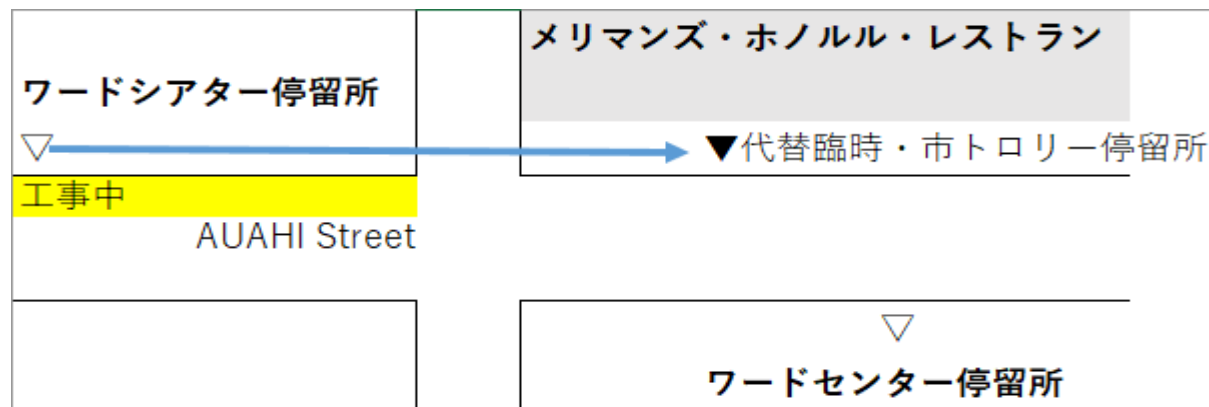 メリマンズ・ホノルル・レストラン
ワードシアター停留所
▽
▼代替臨時・市トロリー停留所
工事中
AUAHI Street
▽
ワードセンター停留所